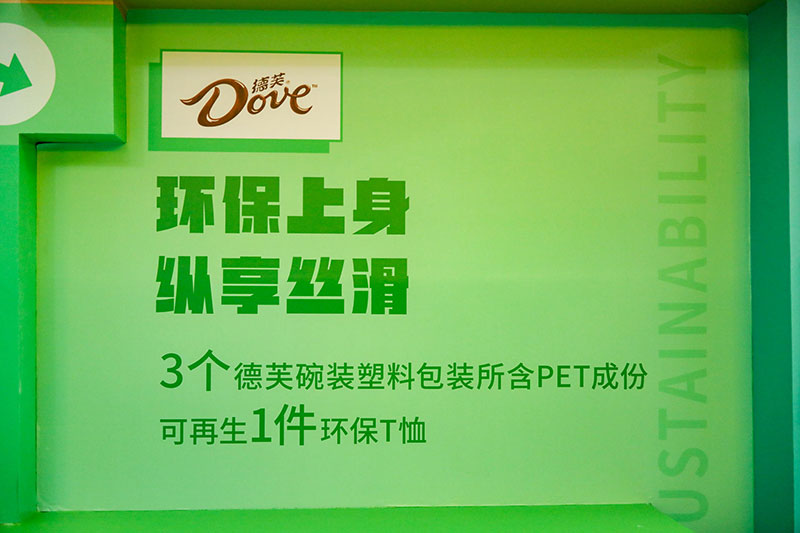 德芙
Dove™
环保上身
纵享丝滑
3个德芙碗装塑料包装所含PET成份
可再生1件环保T恤
USTAINABILITY